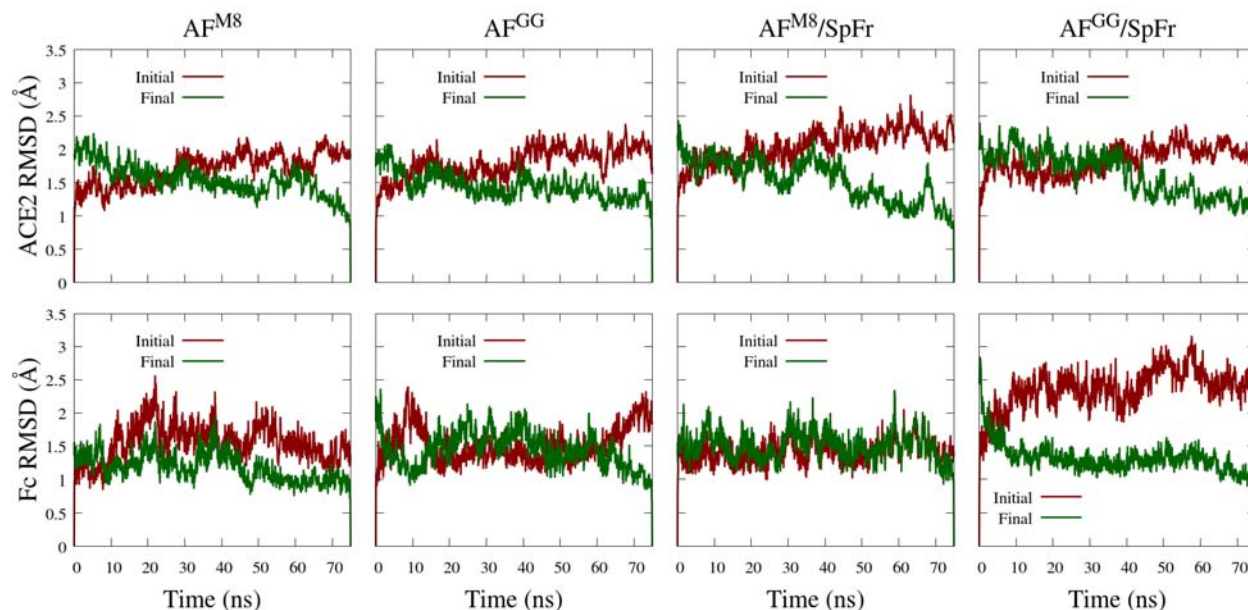 AF^M8 AF^GG AF^M8/SpFr AF^GG/SpFr
ACE2 RMSD (Å)
3.5
3
2.5
2
1.5
1
0.5
0
Initial
Final
Initial
Final
Initial
Final
Initial
Final
Fc RMSD (Å)
3.5
3
2.5
2
1.5
1
0.5
0
Initial
Final
Initial
Final
Initial
Final
Initial
Final
0 10 20 30 40 50 60 70
0 10 20 30 40 50 60 70
0 10 20 30 40 50 60 70
0 10 20 30 40 50 60 70
Time (ns) Time (ns) Time (ns) Time (ns)